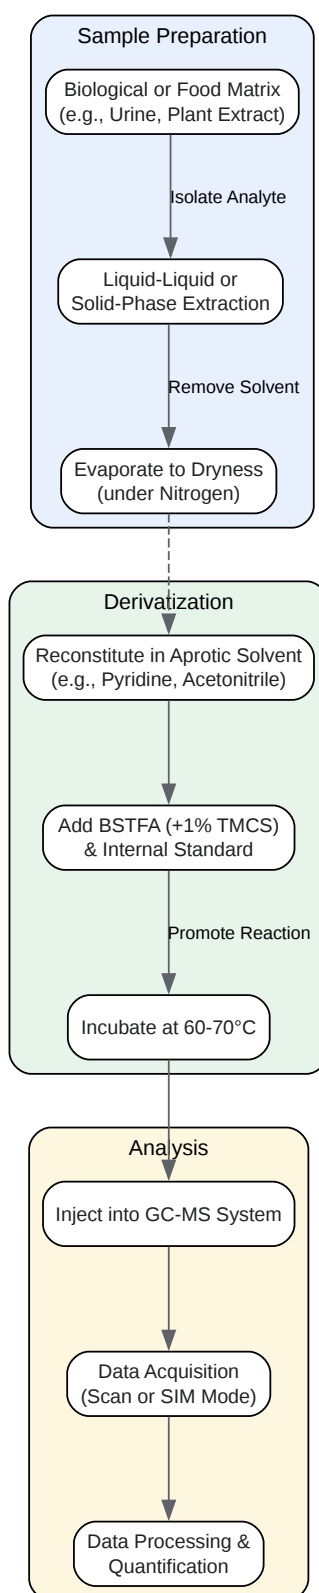 Sample Preparation
Biological or Food Matrix
(e.g., Urine, Plant Extract)
Isolate Analyte
Liquid-Liquid or
Solid-Phase Extraction
Remove Solvent
Evaporate to Dryness
(under Nitrogen)
Derivatization
Reconstitute in Aprotic Solvent
(e.g., Pyridine, Acetonitrile)
Add BSTFA (+1% TMCS)
& Internal Standard
Promote Reaction
Incubate at 60-70°C
Analysis
Inject into GC-MS System
Data Acquisition
(Scan or SIM Mode)
Data Processing &
Quantification